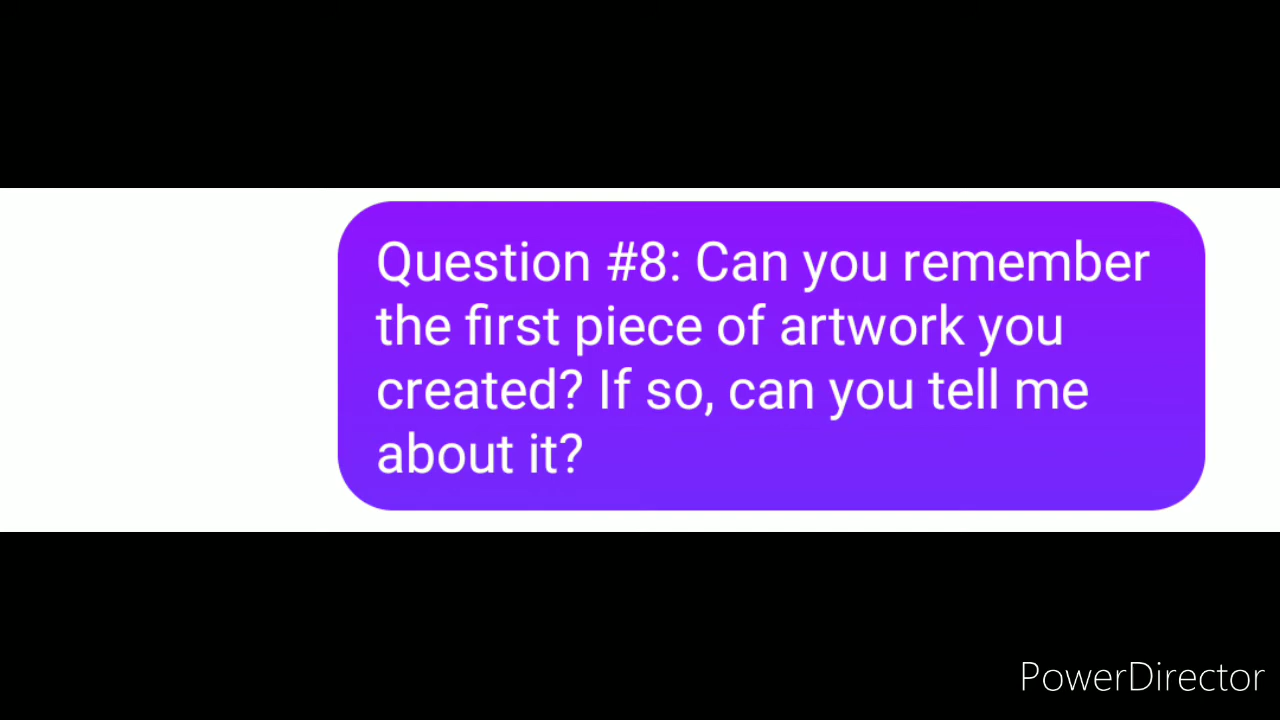 Question #8: Can you remember
the first piece of artwork you
created? If so, can you tell me
about it?
PowerDirector